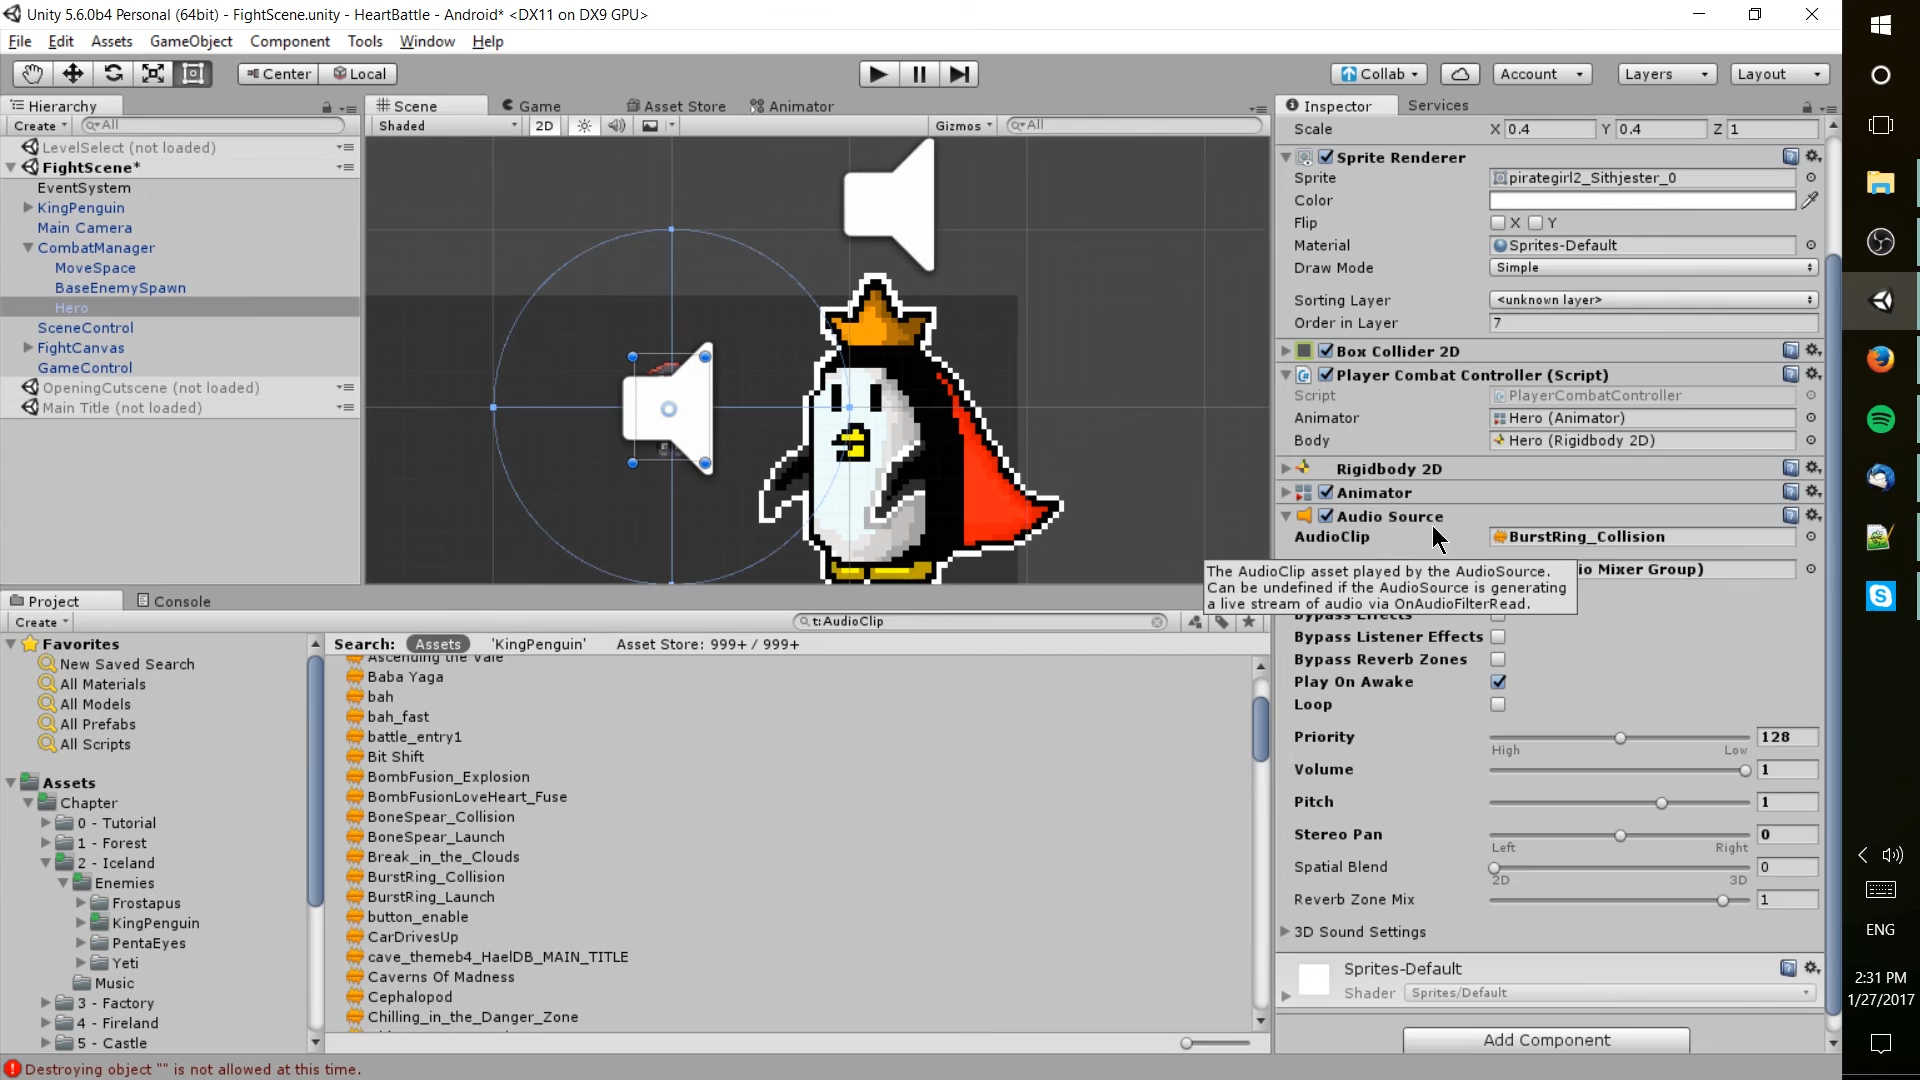 Unity 5.6.0b4 Personal (64bit) - FightScene.unity - HeartBattle - Android* <DX11 on DX9 GPU>
File Edit Assets GameObject Component Tools Window Help
Center Local Collab Account Layers Layout
Hierarchy
Create All
LevelSelect (not loaded)
FightScene*
EventSystem
KingPenguin
Main Camera
CombatManager
MoveSpace
BaseEnemySpawn
Hero
SceneControl
FightCanvas
GameControl
OpeningCutscene (not loaded)
Main Title (not loaded)
Scene Game Asset Store Animator
Shaded 2D Gizmos All
Inspector Services
Scale X 0.4 Y 0.4 Z 1
Sprite Renderer
Sprite pirategirl2_Sithjester_0
Color
Flip X Y
Material Sprites-Default
Draw Mode Simple
Sorting Layer <unknown layer>
Order in Layer 7
Box Collider 2D
Player Combat Controller (Script)
Script PlayerCombatController
Animator Hero (Animator)
Body Hero (Rigidbody 2D)
Rigidbody 2D
Animator
Audio Source
AudioClip BurstRing_Collision
io Mixer Group)
The AudioClip asset played by the AudioSource.
Can be undefined if the AudioSource is generating
a live stream of audio via OnAudioFilterRead.
Bypass Effects
Bypass Listener Effects
Bypass Reverb Zones
Play On Awake
Loop
Priority 128
High Low
Volume 1
Pitch 1
Stereo Pan 0
Left Right
Spatial Blend 0
2D 3D
Reverb Zone Mix 1
3D Sound Settings
Sprites-Default
Shader Sprites/Default
Add Component
Project Console
Create t:AudioClip
Favorites
New Saved Search
All Materials
All Models
All Prefabs
All Scripts
Assets
Chapter
0 - Tutorial
1 - Forest
2 - Iceland
Enemies
Frostapus
KingPenguin
PentaEyes
Yeti
Music
3 - Factory
4 - Fireland
5 - Castle
Search: Assets 'KingPenguin' Asset Store: 999+ / 999+
Ascending the Vale
Baba Yaga
bah
bah_fast
battle_entry1
Bit Shift
BombFusion_Explosion
BombFusionLoveHeart_Fuse
BoneSpear_Collision
BoneSpear_Launch
Break_in_the_Clouds
BurstRing_Collision
BurstRing_Launch
button_enable
CarDrivesUp
cave_themeb4_HaelDB_MAIN_TITLE
Caverns Of Madness
Cephalopod
Chilling_in_the_Danger_Zone
Destroying object "" is not allowed at this time.
ENG
2:31 PM
1/27/2017